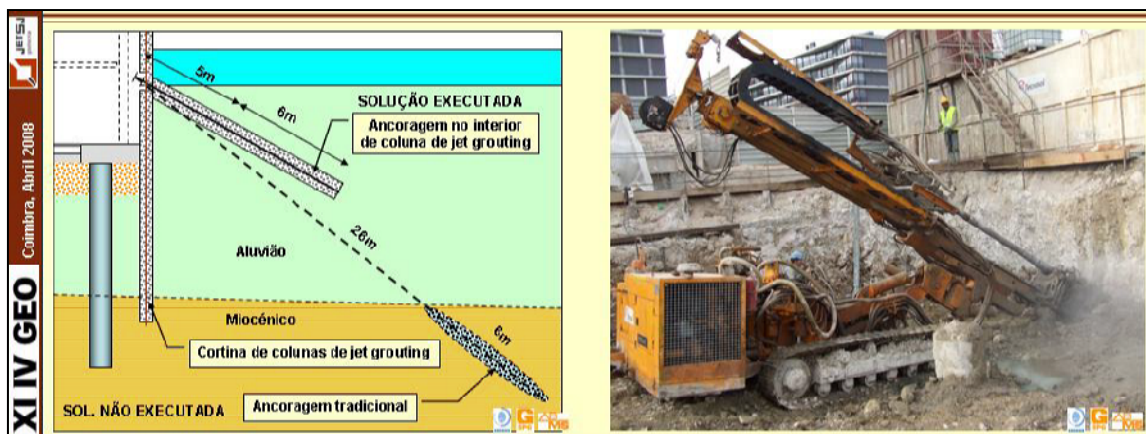 JETSJ
Coimbra, Abril 2008
XI IV GEO
5m
6m
SOLUÇÃO EXECUTADA
Ancoragem no interior
de coluna de jet grouting
26m
Aluvião
Miocénico
6m
Cortina de colunas de jet grouting
SOL. NÃO EXECUTADA
Ancoragem tradicional